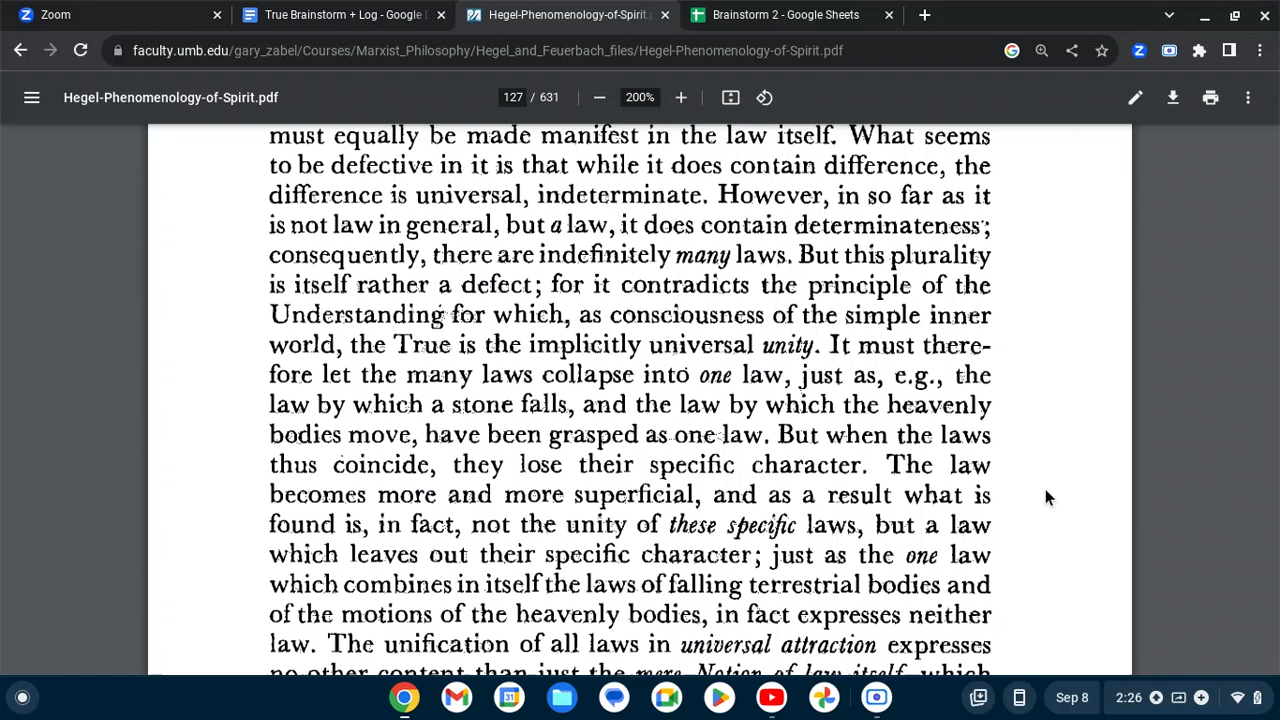 Zoom
True Brainstorm + Log - Google D
Hegel-Phenomenology-of-Spirit.p
Brainstorm 2 - Google Sheets
faculty.umb.edu/gary_zabel/Courses/Marxist_Philosophy/Hegel_and_Feuerbach_files/Hegel-Phenomenology-of-Spirit.pdf
Hegel-Phenomenology-of-Spirit.pdf
127 / 631
200%
must equally be made manifest in the law itself. What seems
to be defective in it is that while it does contain difference, the
difference is universal, indeterminate. However, in so far as it
is not law in general, but a law, it does contain determinateness;
consequently, there are indefinitely many laws. But this plurality
is itself rather a defect; for it contradicts the principle of the
Understanding for which, as consciousness of the simple inner
world, the True is the implicitly universal unity. It must there-
fore let the many laws collapse into one law, just as, e.g., the
law by which a stone falls, and the law by which the heavenly
bodies move, have been grasped as one law. But when the laws
thus coincide, they lose their specific character. The law
becomes more and more superficial, and as a result what is
found is, in fact, not the unity of these specific laws, but a law
which leaves out their specific character; just as the one law
which combines in itself the laws of falling terrestrial bodies and
of the motions of the heavenly bodies, in fact expresses neither
law. The unification of all laws in universal attraction expresses
no other content than just the mere Notion of law itself, which
Sep 8
2:26